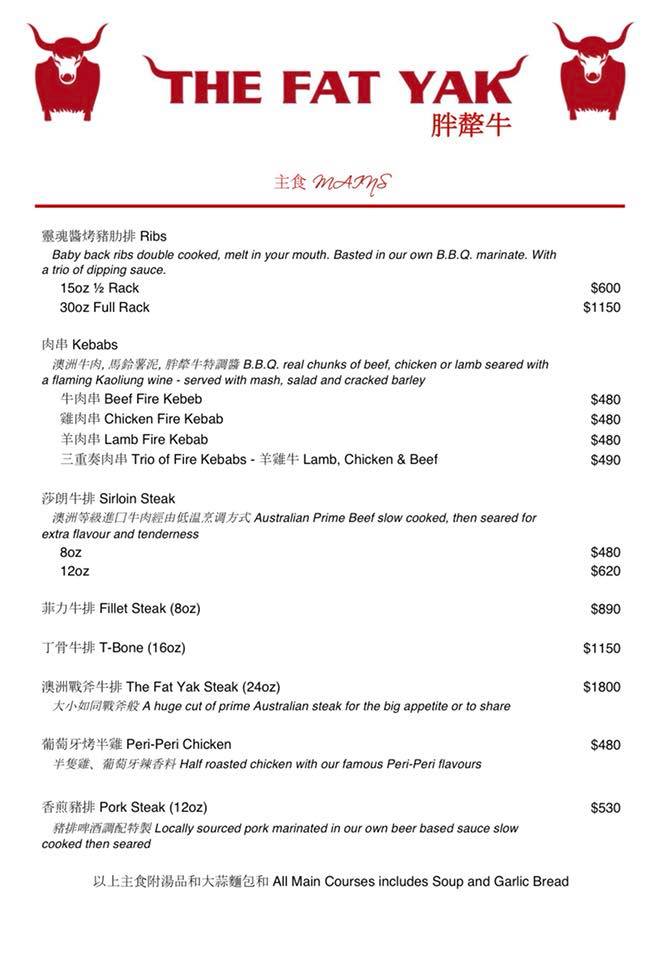 THE FAT YAK
胖犛牛
主食 MAINS
靈魂醬烤豬肋排 Ribs
Baby back ribs double cooked, melt in your mouth. Basted in our own B.B.Q. marinate. With
a trio of dipping sauce.
15oz ½ Rack $600
30oz Full Rack $1150
肉串 Kebabs
澳洲牛肉, 馬鈴薯泥, 胖犛牛特調醬 B.B.Q. real chunks of beef, chicken or lamb seared with
a flaming Kaoliung wine - served with mash, salad and cracked barley
牛肉串 Beef Fire Kebeb $480
雞肉串 Chicken Fire Kebab $480
羊肉串 Lamb Fire Kebab $480
三重奏肉串 Trio of Fire Kebabs - 羊雞牛 Lamb, Chicken & Beef $490
莎朗牛排 Sirloin Steak
澳洲等級進口牛肉經由低温烹调方式 Australian Prime Beef slow cooked, then seared for
extra flavour and tenderness
8oz $480
12oz $620
菲力牛排 Fillet Steak (8oz) $890
丁骨牛排 T-Bone (16oz) $1150
澳洲戰斧牛排 The Fat Yak Steak (24oz) $1800
大小如同戰斧般 A huge cut of prime Australian steak for the big appetite or to share
葡萄牙烤半雞 Peri-Peri Chicken $480
半隻雞、葡萄牙辣香料 Half roasted chicken with our famous Peri-Peri flavours
香煎豬排 Pork Steak (12oz) $530
豬排啤酒調配特製 Locally sourced pork marinated in our own beer based sauce slow
cooked then seared
以上主食附湯品和大蒜麵包和 All Main Courses includes Soup and Garlic Bread